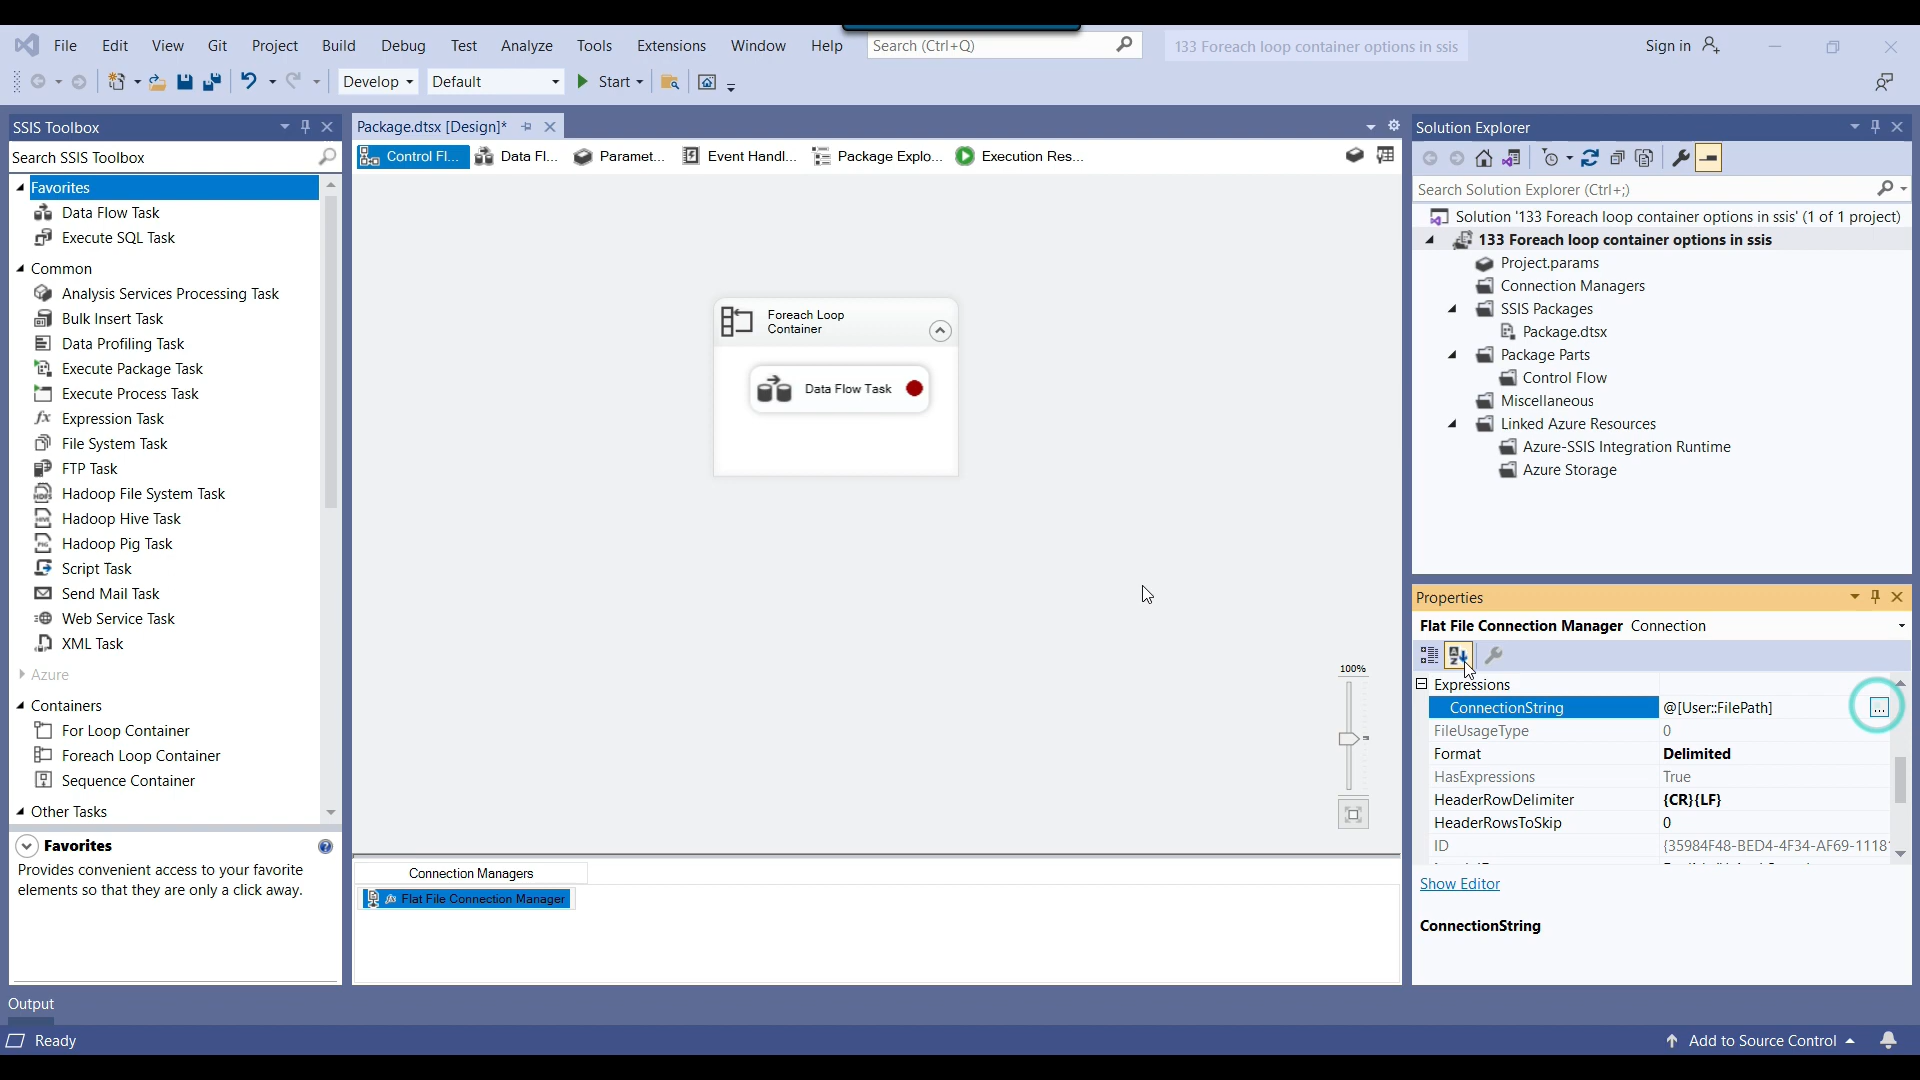 File Edit View Git Project Build Debug Test Analyze Tools Extensions Window Help Search (Ctrl+Q) 133 Foreach loop container options in ssis Sign in
Develop Default Start
SSIS Toolbox
Search SSIS Toolbox
Favorites
Data Flow Task
Execute SQL Task
Common
Analysis Services Processing Task
Bulk Insert Task
Data Profiling Task
Execute Package Task
Execute Process Task
Expression Task
File System Task
FTP Task
Hadoop File System Task
Hadoop Hive Task
Hadoop Pig Task
Script Task
Send Mail Task
Web Service Task
XML Task
Azure
Containers
For Loop Container
Foreach Loop Container
Sequence Container
Other Tasks
Favorites
Provides convenient access to your favorite
elements so that they are only a click away.
Package.dtsx [Design]*
Control Fl... Data Fl... Paramet... Event Handl... Package Explo... Execution Res...
Foreach Loop
Container
Data Flow Task
100%
Connection Managers
Flat File Connection Manager
Solution Explorer
Search Solution Explorer (Ctrl+;)
Solution '133 Foreach loop container options in ssis' (1 of 1 project)
133 Foreach loop container options in ssis
Project.params
Connection Managers
SSIS Packages
Package.dtsx
Package Parts
Control Flow
Miscellaneous
Linked Azure Resources
Azure-SSIS Integration Runtime
Azure Storage
Properties
Flat File Connection Manager Connection
Expressions
ConnectionString @[User::FilePath] ...
FileUsageType 0
Format Delimited
HasExpressions True
HeaderRowDelimiter {CR}{LF}
HeaderRowsToSkip 0
ID {35984F48-BED4-4F34-AF69-1118
Show Editor
ConnectionString
Output
Ready
Add to Source Control